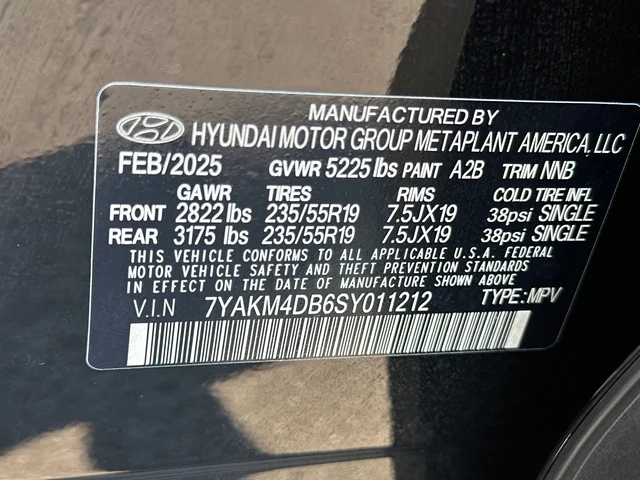 MANUFACTURED BY
HYUNDAI MOTOR GROUP METAPLANT AMERICA, LLC
FEB/2025 GVWR 5225 lbs PAINT A2B TRIM NNB
GAWR TIRES RIMS COLD TIRE INFL
FRONT 2822 lbs 235/55R19 7.5JX19 38psi SINGLE
REAR 3175 lbs 235/55R19 7.5JX19 38psi SINGLE
THIS VEHICLE CONFORMS TO ALL APPLICABLE U.S.A. FEDERAL
MOTOR VEHICLE SAFETY AND THEFT PREVENTION STANDARDS
IN EFFECT ON THE DATE OF MANUFACTURE SHOWN ABOVE
V.I.N 7YAKM4DB6SY011212 TYPE: MPV